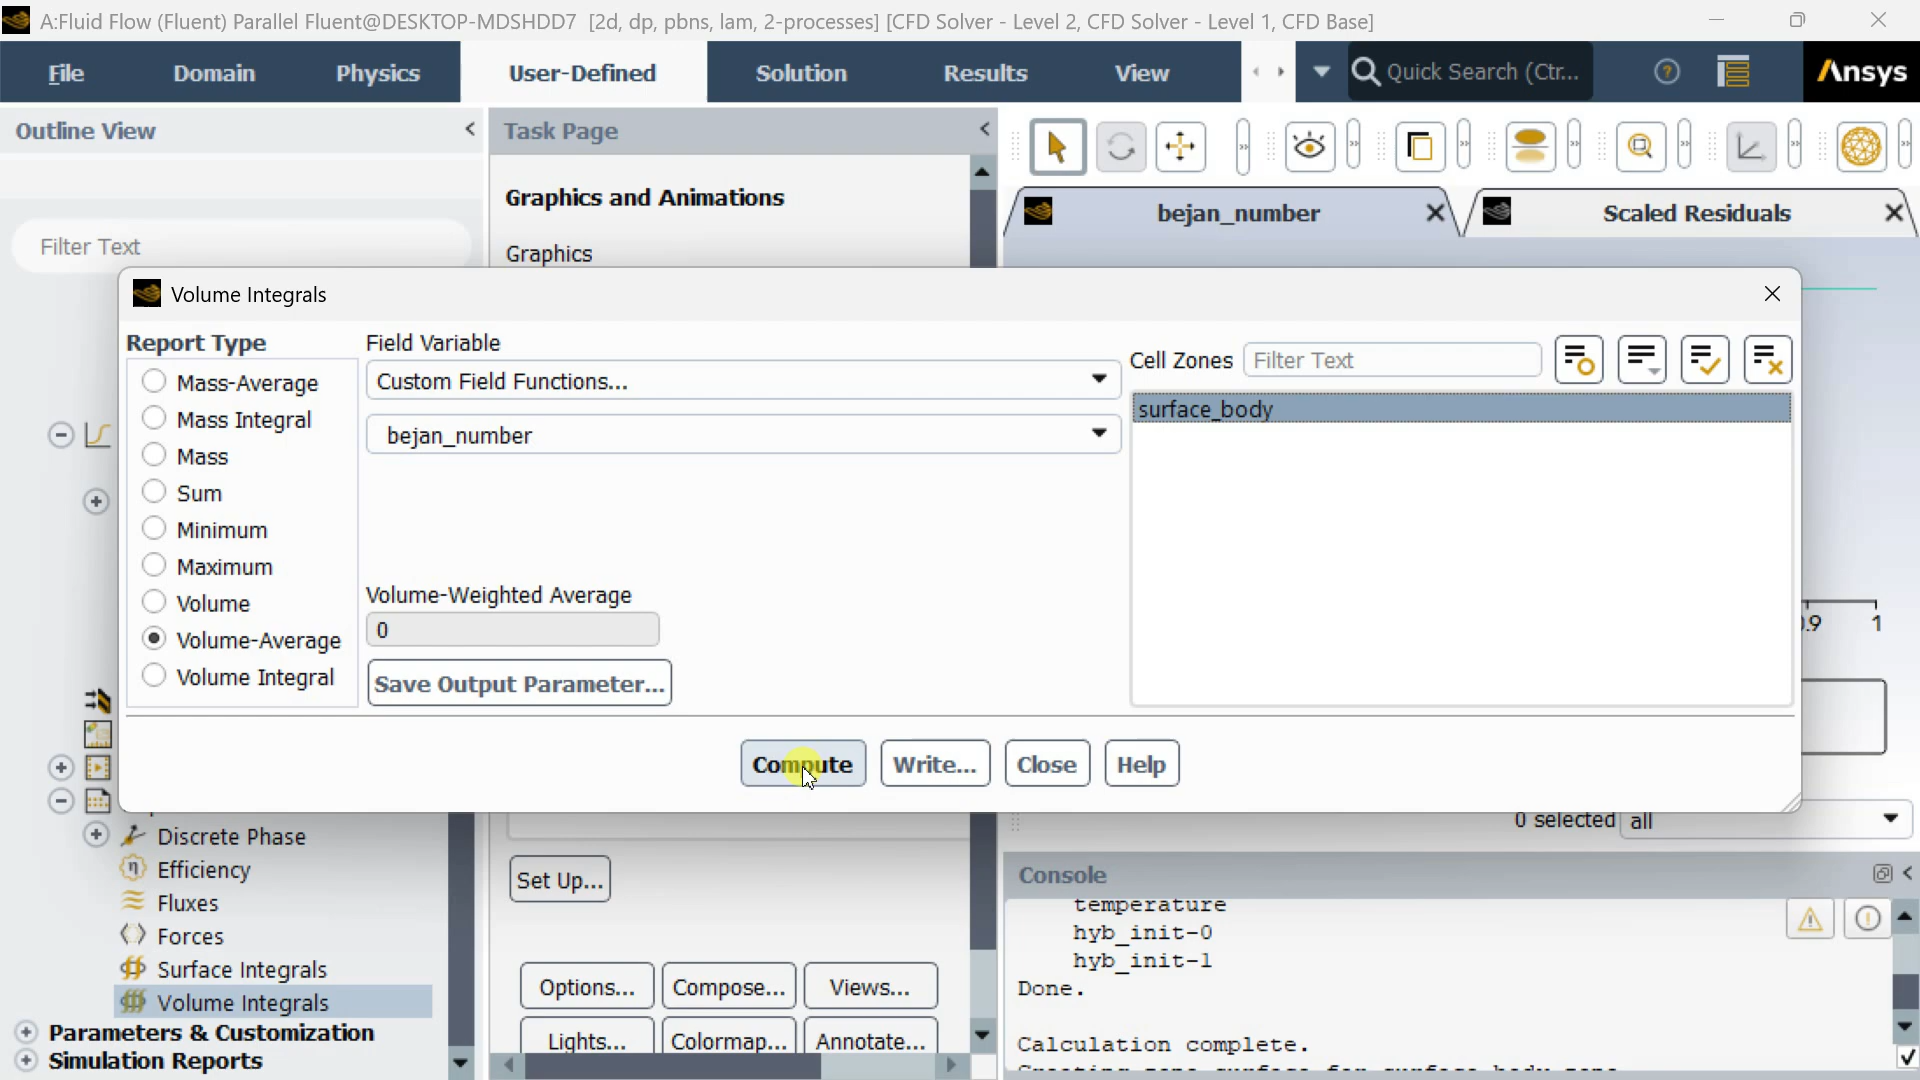 A:Fluid Flow (Fluent) Parallel Fluent@DESKTOP-MDSHDD7 [2d, dp, pbns, lam, 2-processes] [CFD Solver - Level 2, CFD Solver - Level 1, CFD Base]
File Domain Physics User-Defined Solution Results View Quick Search (Ctr... Ansys
Outline View
Filter Text
Task Page
Graphics and Animations
Graphics
bejan_number
Scaled Residuals
Volume Integrals
Report Type
Mass-Average
Mass Integral
Mass
Sum
Minimum
Maximum
Volume
Volume-Average
Volume Integral
Field Variable
Custom Field Functions...
bejan_number
Volume-Weighted Average
0
Save Output Parameter...
Cell Zones Filter Text
surface_body
Compute Write... Close Help
0.9 1
0 selected all
Discrete Phase
Efficiency
Fluxes
Forces
Surface Integrals
Volume Integrals
Parameters & Customization
Simulation Reports
Set Up...
Options... Compose... Views...
Lights... Colormap... Annotate...
Console
temperature
hyb_init-0
hyb_init-1
Done.
Calculation complete.